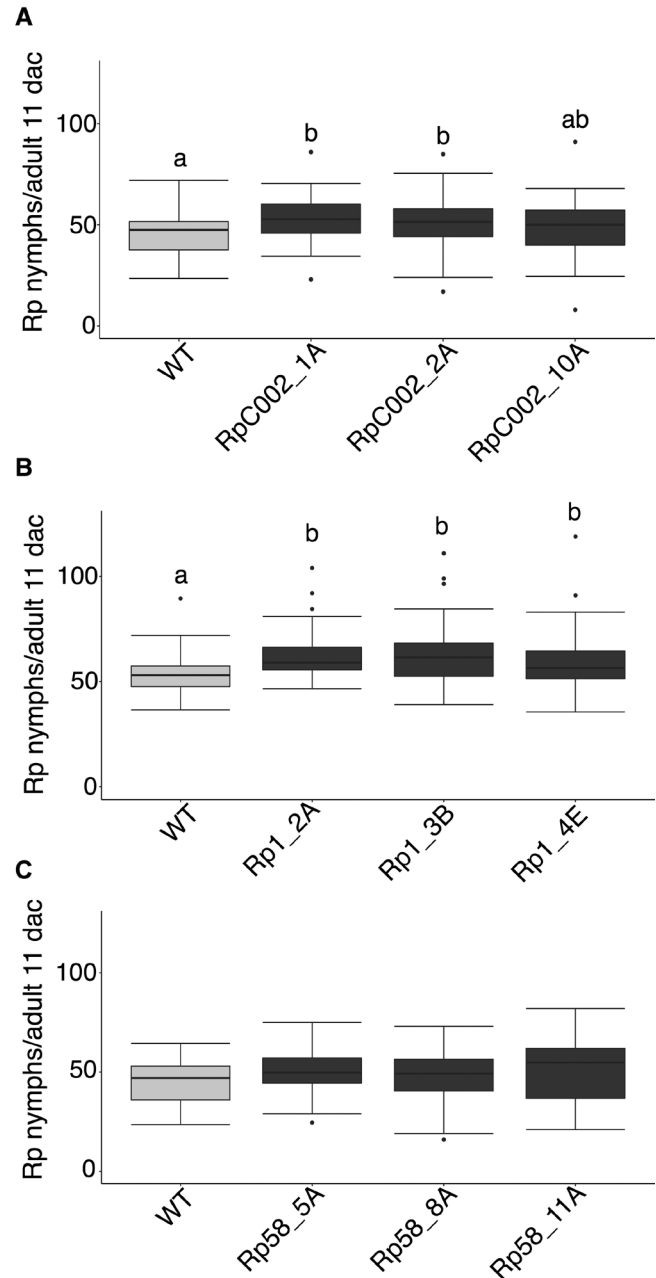 A
Rp nymphs/adult 11 dac
100
50
0
a
b
b
ab
WT
RpC002_1A
RpC002_2A
RpC002_10A
B
Rp nymphs/adult 11 dac
100
50
0
a
b
b
b
WT
Rp1_2A
Rp1_3B
Rp1_4E
C
Rp nymphs/adult 11 dac
100
50
0
WT
Rp58_5A
Rp58_8A
Rp58_11A